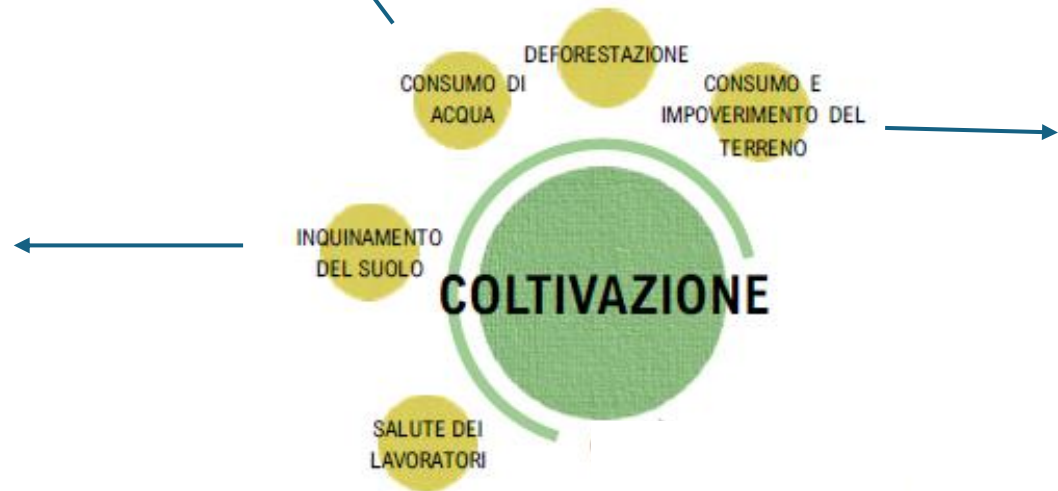 DEFORESTAZIONE
CONSUMO DI
ACQUA
CONSUMO E
IMPOVERIMENTO DEL
TERRENO
INQUINAMENTO
DEL SUOLO
COLTIVAZIONE
SALUTE DEI
LAVORATORI